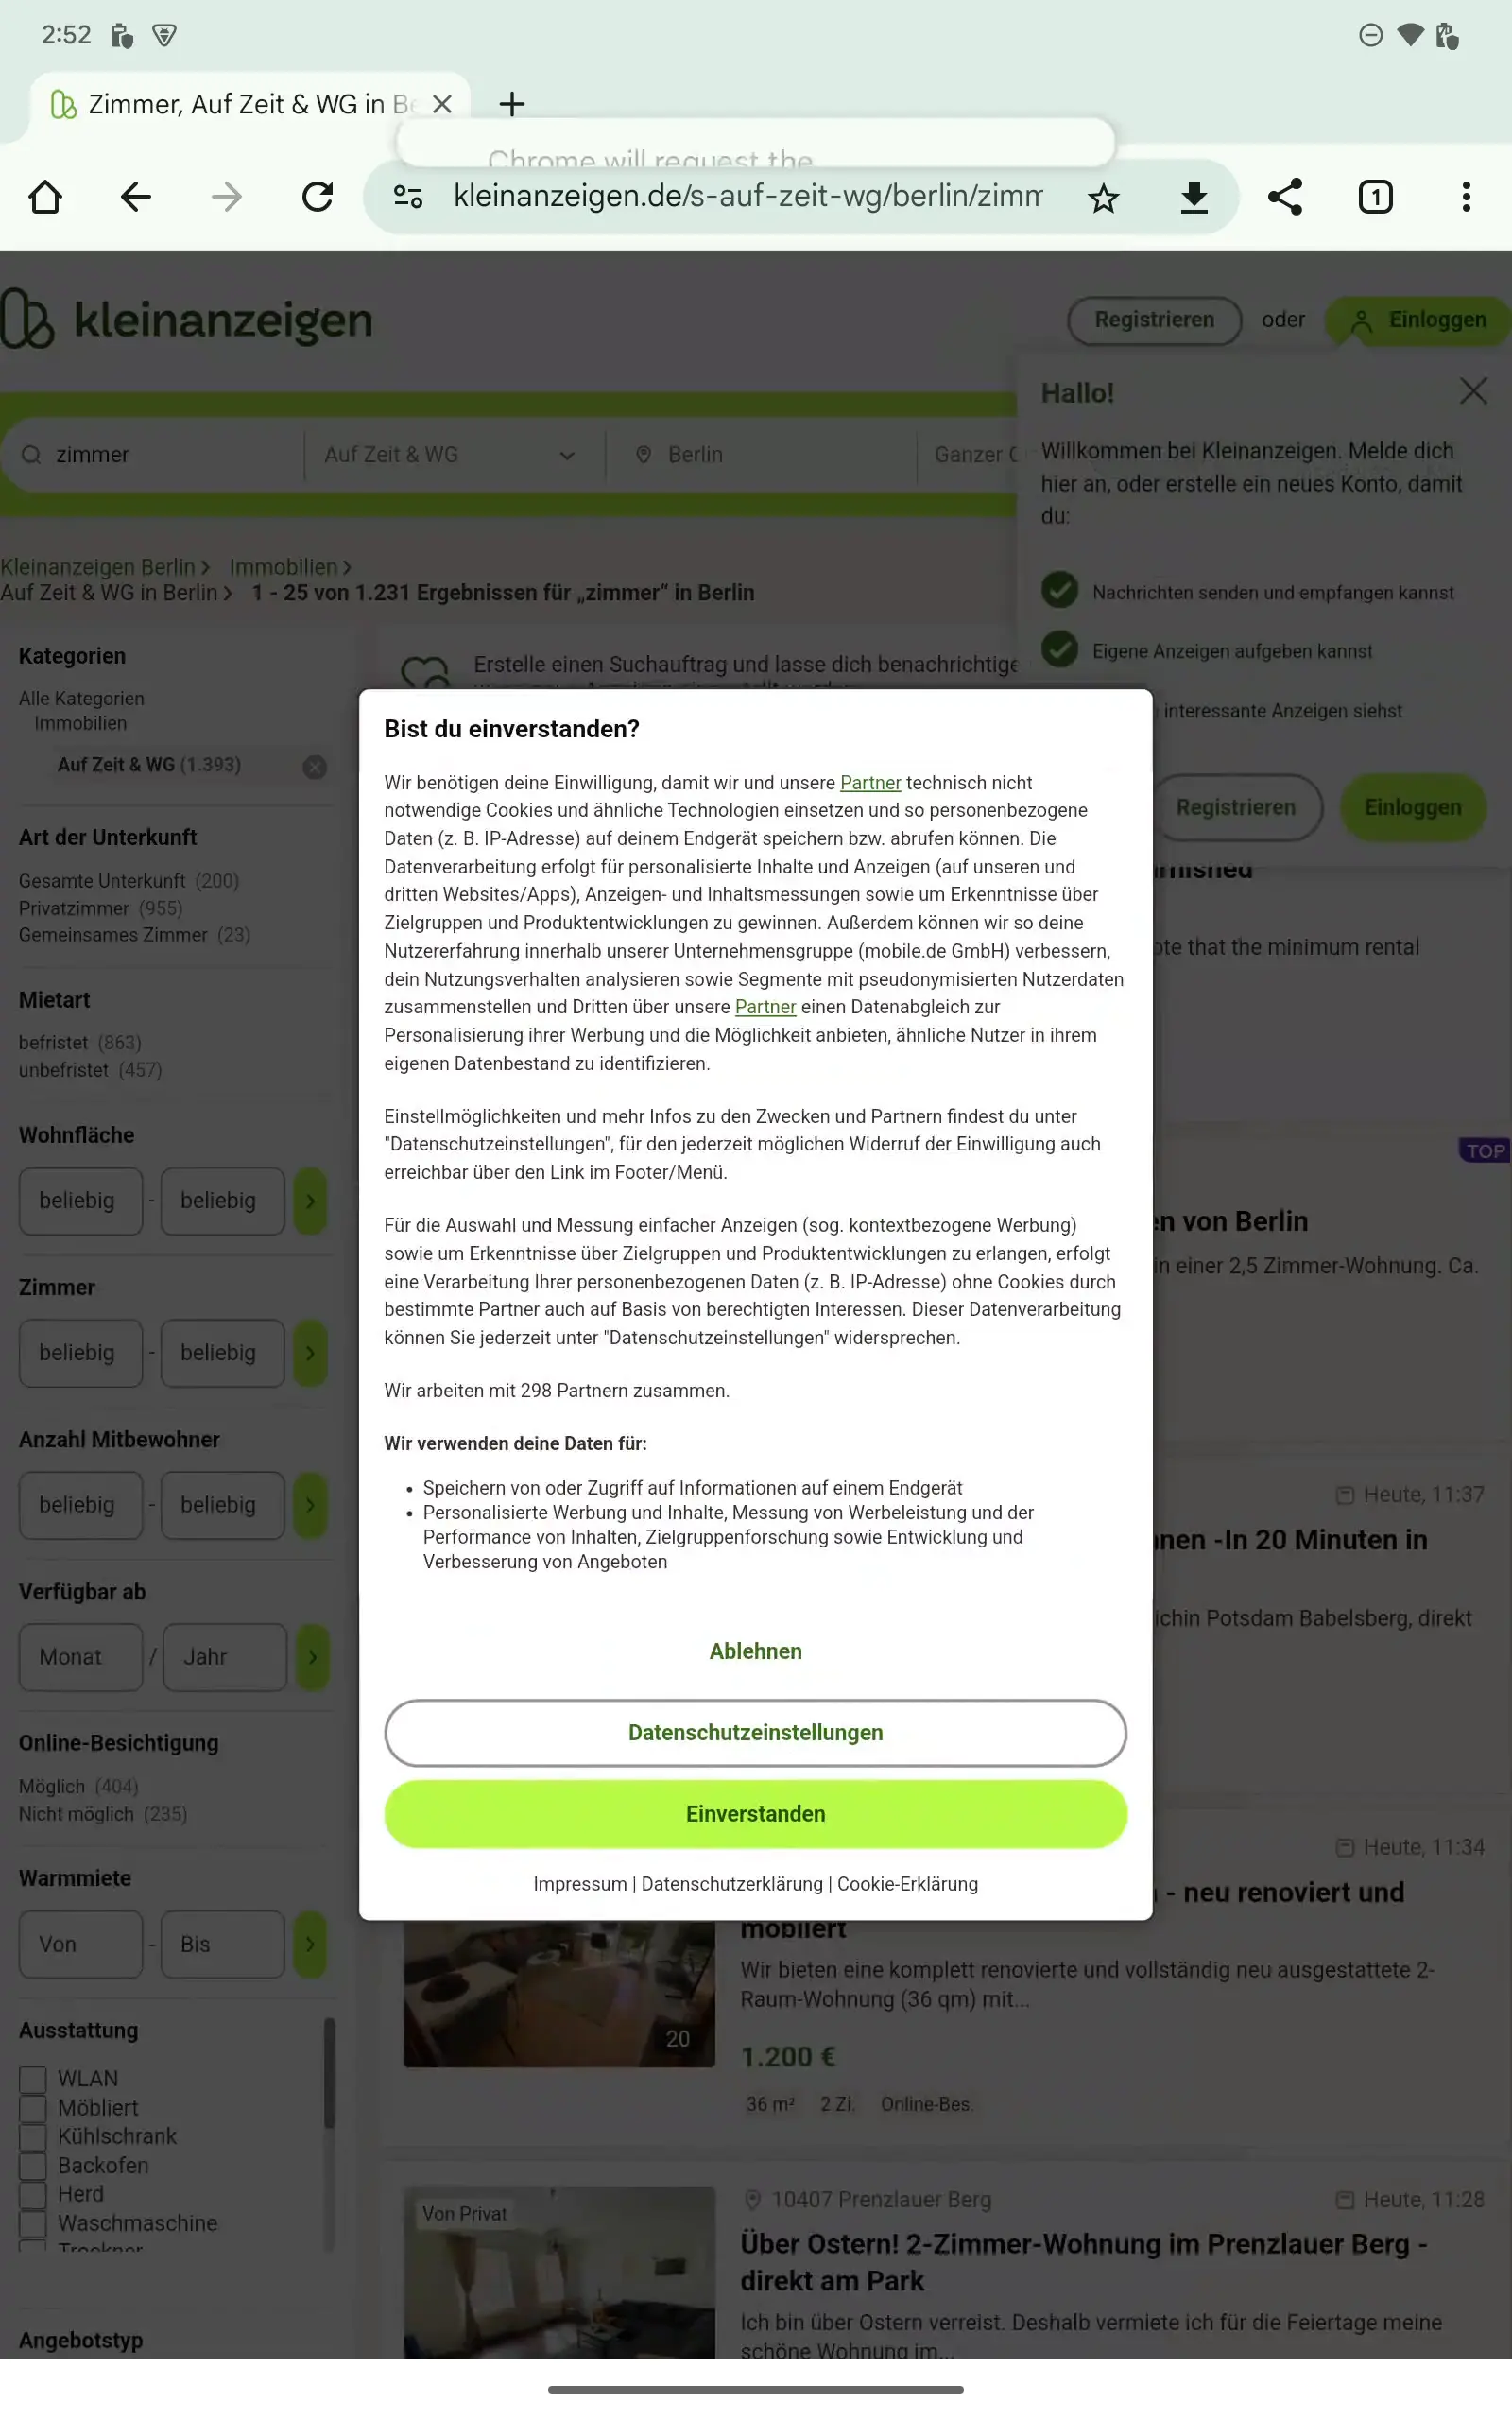 2:52
Zimmer, Auf Zeit & WG in Be
Chrome will request the
kleinanzeigen.de/s-auf-zeit-wg/berlin/zimm
1
kleinanzeigen
Registrieren oder Einloggen
Hallo!
zimmer Auf Zeit & WG Berlin Ganzer
Willkommen bei Kleinanzeigen. Melde dich
hier an, oder erstelle ein neues Konto, damit
du:
Nachrichten senden und empfangen kannst
Eigene Anzeigen aufgeben kannst
interessante Anzeigen siehst
Registrieren Einloggen
Kleinanzeigen Berlin Immobilien
Auf Zeit & WG in Berlin 1 - 25 von 1.231 Ergebnissen für „zimmer“ in Berlin
Erstelle einen Suchauftrag und lasse dich benachrichtige
Kategorien
Alle Kategorien
Immobilien
Auf Zeit & WG (1.393)
Art der Unterkunft
Gesamte Unterkunft (200)
Privatzimmer (955)
Gemeinsames Zimmer (23)
Mietart
befristet (863)
unbefristet (457)
Wohnfläche
beliebig - beliebig
Zimmer
beliebig - beliebig
Anzahl Mitbewohner
beliebig - beliebig
Verfügbar ab
Monat / Jahr
Online-Besichtigung
Möglich (404)
Nicht möglich (235)
Warmmiete
Von - Bis
Ausstattung
WLAN
Möbliert
Kühlschrank
Backofen
Herd
Waschmaschine
Trockner
Angebotstyp
Bist du einverstanden?
Wir benötigen deine Einwilligung, damit wir und unsere Partner technisch nicht
notwendige Cookies und ähnliche Technologien einsetzen und so personenbezogene
Daten (z. B. IP-Adresse) auf deinem Endgerät speichern bzw. abrufen können. Die
Datenverarbeitung erfolgt für personalisierte Inhalte und Anzeigen (auf unseren und
dritten Websites/Apps), Anzeigen- und Inhaltsmessungen sowie um Erkenntnisse über
Zielgruppen und Produktentwicklungen zu gewinnen. Außerdem können wir so deine
Nutzererfahrung innerhalb unserer Unternehmensgruppe (mobile.de GmbH) verbessern,
dein Nutzungsverhalten analysieren sowie Segmente mit pseudonymisierten Nutzerdaten
zusammenstellen und Dritten über unsere Partner einen Datenabgleich zur
Personalisierung ihrer Werbung und die Möglichkeit anbieten, ähnliche Nutzer in ihrem
eigenen Datenbestand zu identifizieren.
Einstellmöglichkeiten und mehr Infos zu den Zwecken und Partnern findest du unter
"Datenschutzeinstellungen", für den jederzeit möglichen Widerruf der Einwilligung auch
erreichbar über den Link im Footer/Menü.
Für die Auswahl und Messung einfacher Anzeigen (sog. kontextbezogene Werbung)
sowie um Erkenntnisse über Zielgruppen und Produktentwicklungen zu erlangen, erfolgt
eine Verarbeitung Ihrer personenbezogenen Daten (z. B. IP-Adresse) ohne Cookies durch
bestimmte Partner auch auf Basis von berechtigten Interessen. Dieser Datenverarbeitung
können Sie jederzeit unter "Datenschutzeinstellungen" widersprechen.
Wir arbeiten mit 298 Partnern zusammen.
Wir verwenden deine Daten für:
• Speichern von oder Zugriff auf Informationen auf einem Endgerät
• Personalisierte Werbung und Inhalte, Messung von Werbeleistung und der
Performance von Inhalten, Zielgruppenforschung sowie Entwicklung und
Verbesserung von Angeboten
Ablehnen
Datenschutzeinstellungen
Einverstanden
Impressum | Datenschutzerklärung | Cookie-Erklärung
ote that the minimum rental
TOP
en von Berlin
in einer 2,5 Zimmer-Wohnung. Ca.
Heute, 11:37
nnen -In 20 Minuten in
ichin Potsdam Babelsberg, direkt
Heute, 11:34
- neu renoviert und
möbliert
Wir bieten eine komplett renovierte und vollständig neu ausgestattete 2-
Raum-Wohnung (36 qm) mit...
20
1.200 €
36 m² 2 Zi. Online-Bes.
Von Privat
10407 Prenzlauer Berg Heute, 11:28
Über Ostern! 2-Zimmer-Wohnung im Prenzlauer Berg -
direkt am Park
Ich bin über Ostern verreist. Deshalb vermiete ich für die Feiertage meine
schöne Wohnung im...